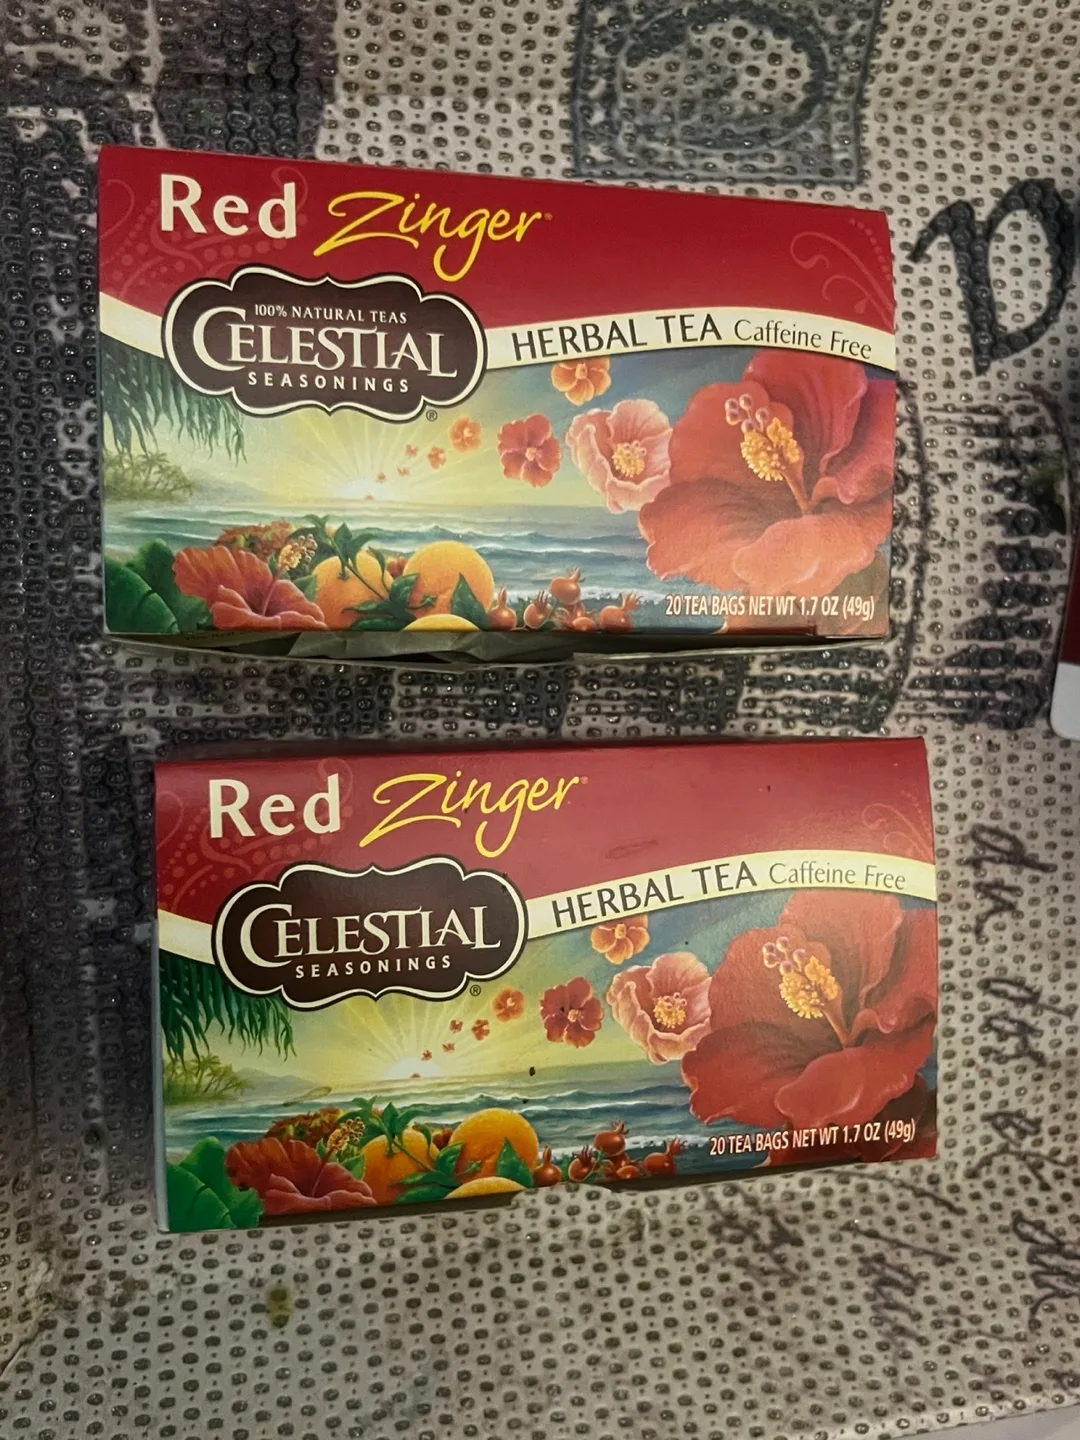 Red Zinger
100% NATURAL TEAS
CELESTIAL
SEASONINGS
®
HERBAL TEA Caffeine Free
20 TEA BAGS NET WT 1.7 OZ (49g)
Red Zinger
CELESTIAL
SEASONINGS
®
HERBAL TEA Caffeine Free
20 TEA BAGS NET WT 1.7 OZ (49g)